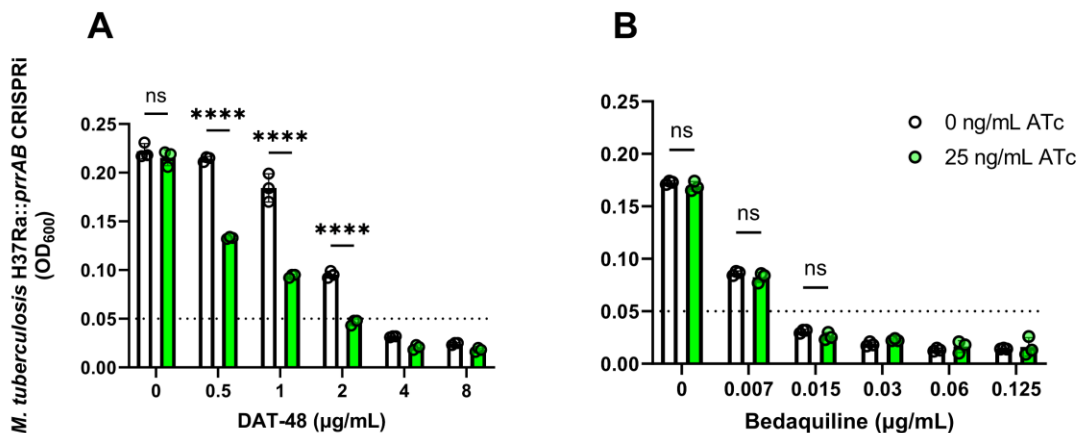 A
B
M. tuberculosis H37Ra::prrAB CRISPRi
(OD600)
ns
****
****
****
0.25
0.20
0.15
0.10
0.05
0.00
0 0.5 1 2 4 8
DAT-48 (µg/mL)
ns
ns
ns
0.25
0.20
0.15
0.10
0.05
0.00
0 0.007 0.015 0.03 0.06 0.125
Bedaquiline (µg/mL)
0 ng/mL ATc
25 ng/mL ATc